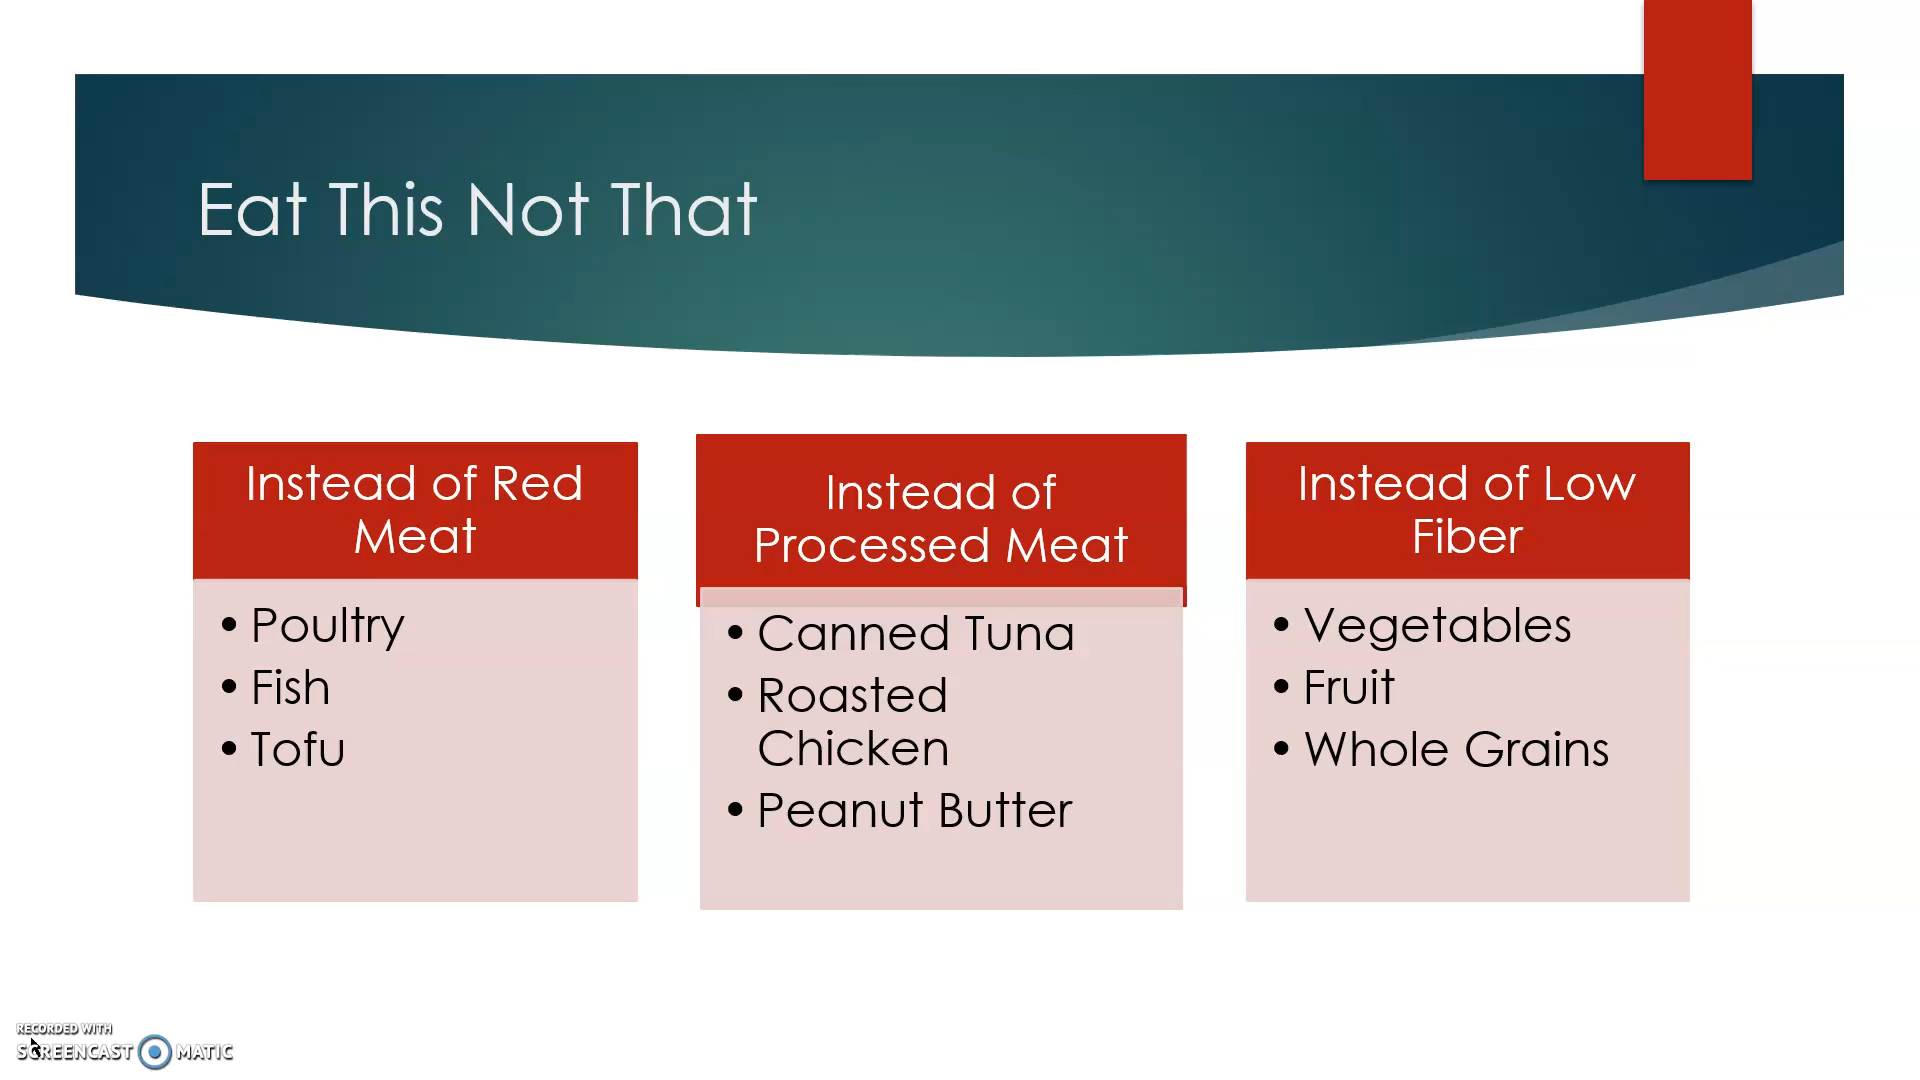 Eat This Not That
Instead of Red
Meat
• Poultry
• Fish
• Tofu
Instead of
Processed Meat
• Canned Tuna
• Roasted
Chicken
• Peanut Butter
Instead of Low
Fiber
• Vegetables
• Fruit
• Whole Grains
RECORDED WITH
SCREENCAST MATIC